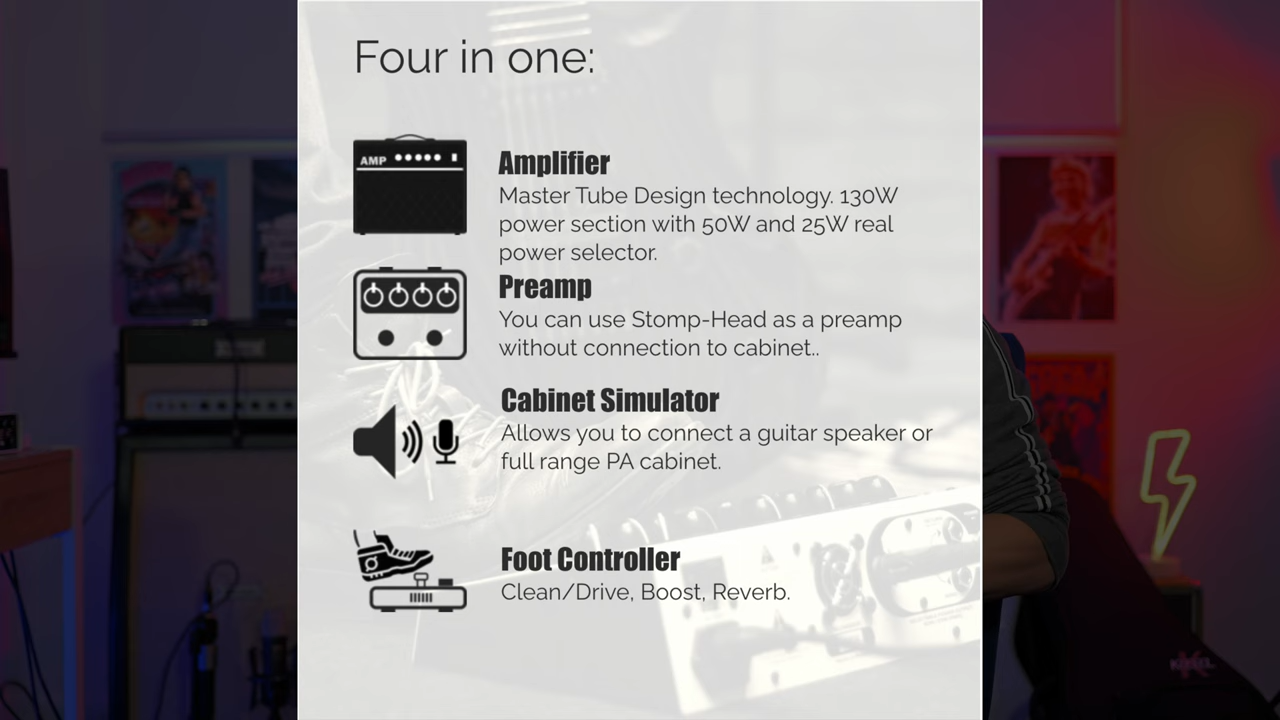 Four in one:
AMP
Amplifier
Master Tube Design technology. 130W
power section with 50W and 25W real
power selector.
Preamp
You can use Stomp-Head as a preamp
without connection to cabinet..
Cabinet Simulator
Allows you to connect a guitar speaker or
full range PA cabinet.
Foot Controller
Clean/Drive, Boost, Reverb.
KIESEL